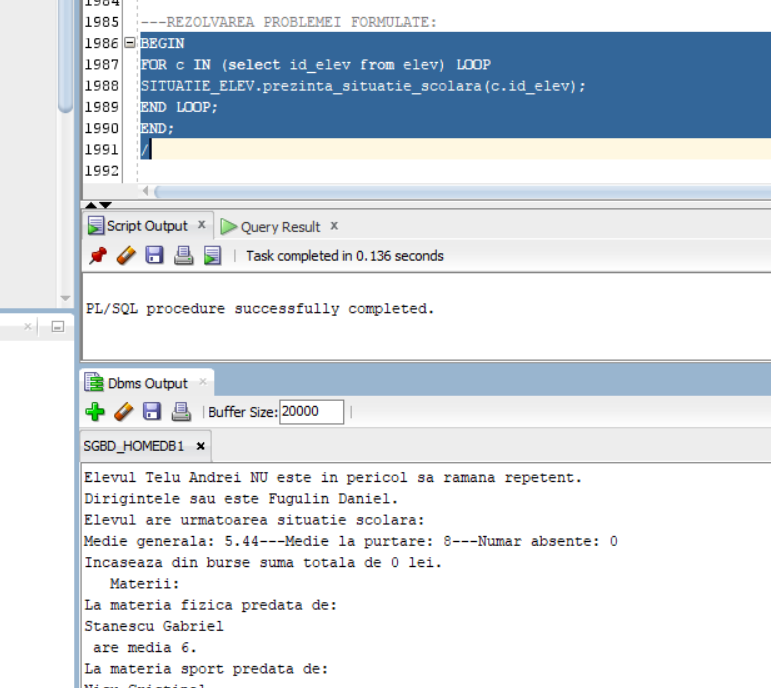 1984
1985 ---REZOLVAREA PROBLEMEI FORMULATE:
1986 BEGIN
1987 FOR c IN (select id_elev from elev) LOOP
1988 SITUATIE_ELEV.prezinta_situatie_scolara(c.id_elev);
1989 END LOOP;
1990 END;
1991 /
1992
Script Output x Query Result x
Task completed in 0.136 seconds
PL/SQL procedure successfully completed.
Dbms Output x
Buffer Size: 20000
SGBD_HOMEDB1 x
Elevul Telu Andrei NU este in pericol sa ramana repetent.
Dirigintele sau este Fugulin Daniel.
Elevul are urmatoarea situatie scolara:
Medie generala: 5.44---Medie la purtare: 8---Numar absente: 0
Incaseaza din burse suma totala de 0 lei.
Materii:
La materia fizica predata de:
Stanescu Gabriel
are media 6.
La materia sport predata de: